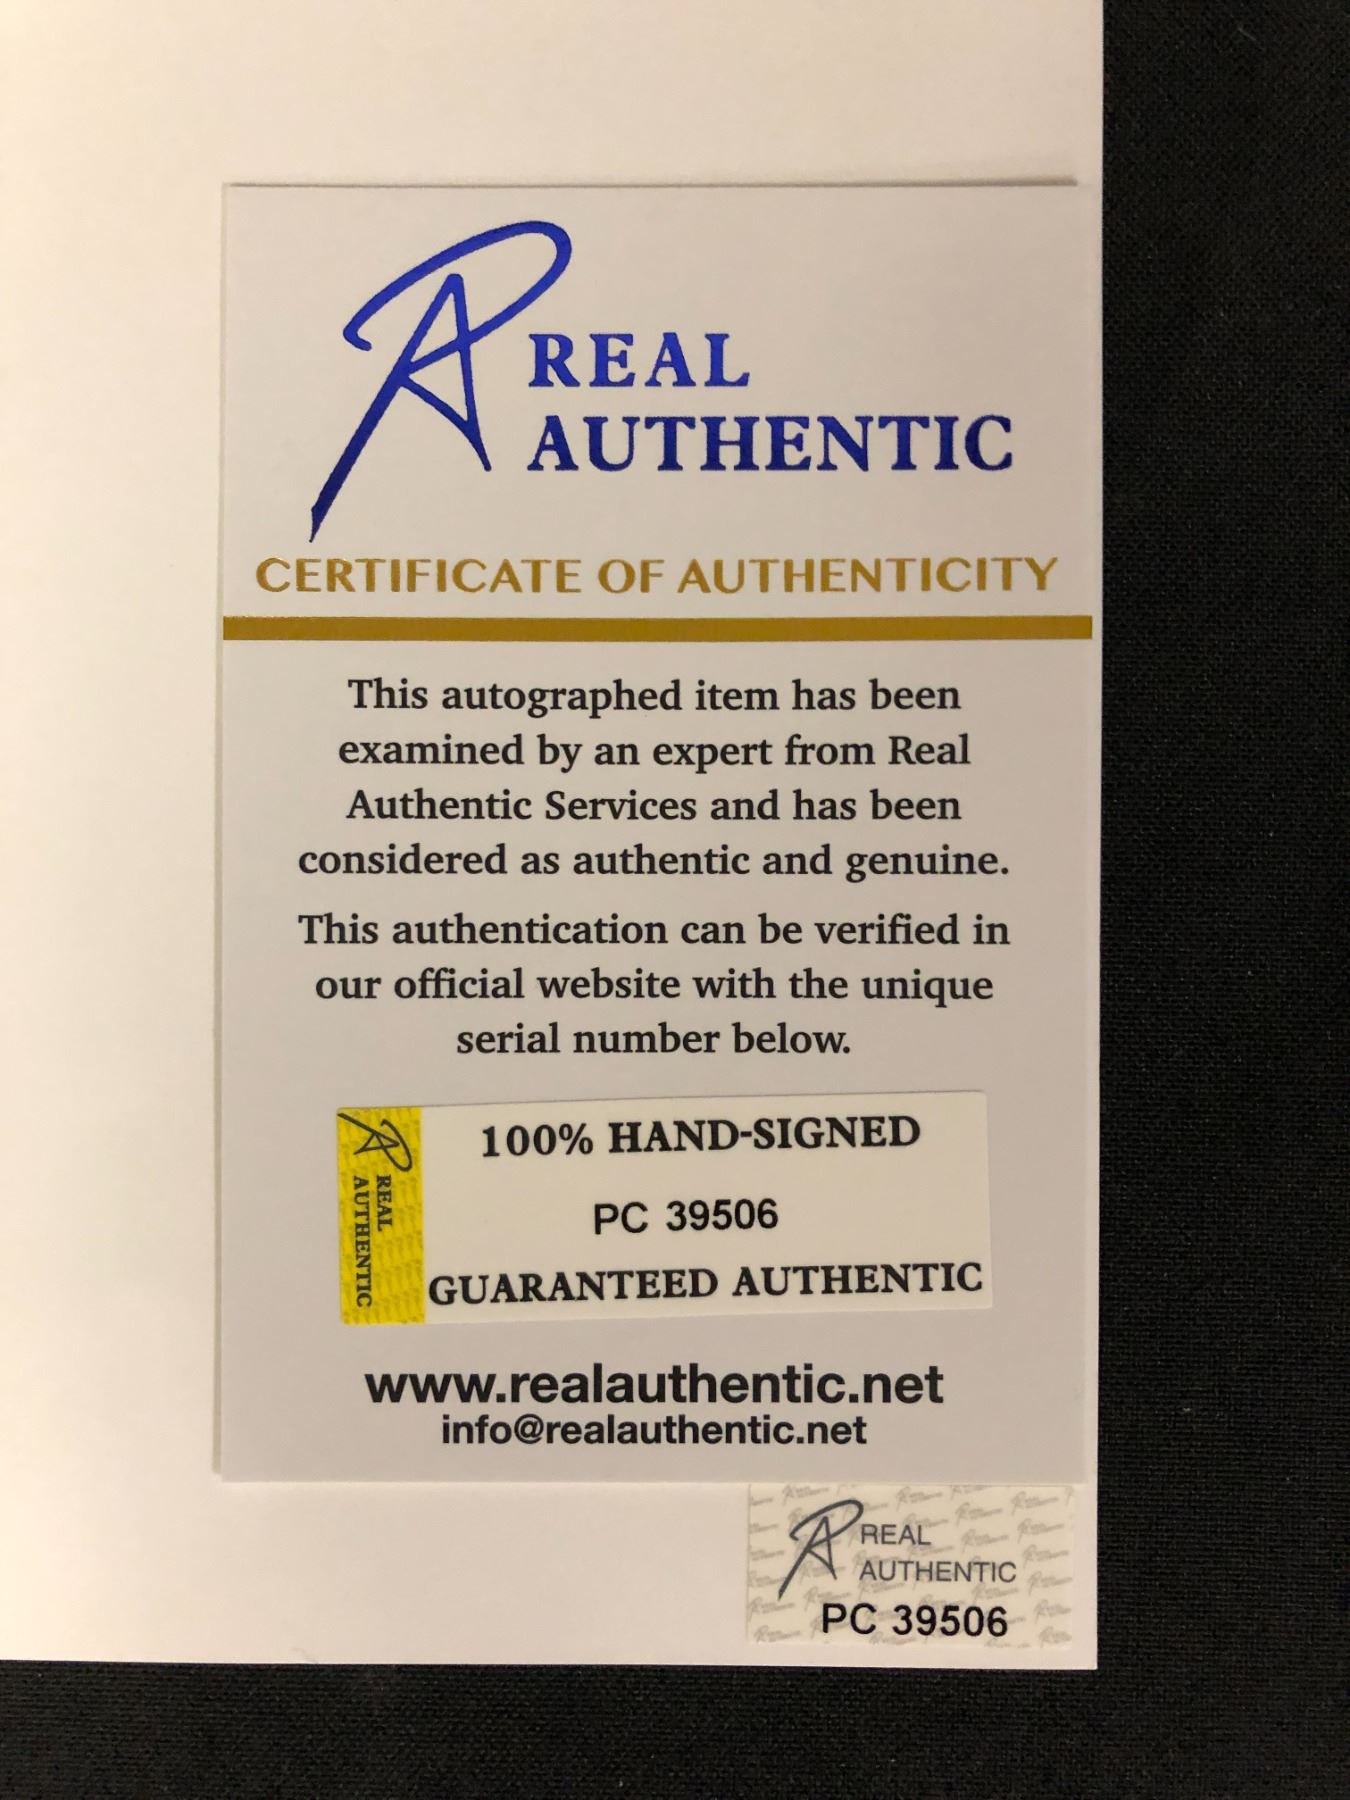 RA REAL
AUTHENTIC
CERTIFICATE OF AUTHENTICITY
This autographed item has been
examined by an expert from Real
Authentic Services and has been
considered as authentic and genuine.
This authentication can be verified in
our official website with the unique
serial number below.
RA REAL
AUTHENTIC
100% HAND-SIGNED
PC 39506
GUARANTEED AUTHENTIC
www.realauthentic.net
info@realauthentic.net
RA REAL
AUTHENTIC
PC 39506